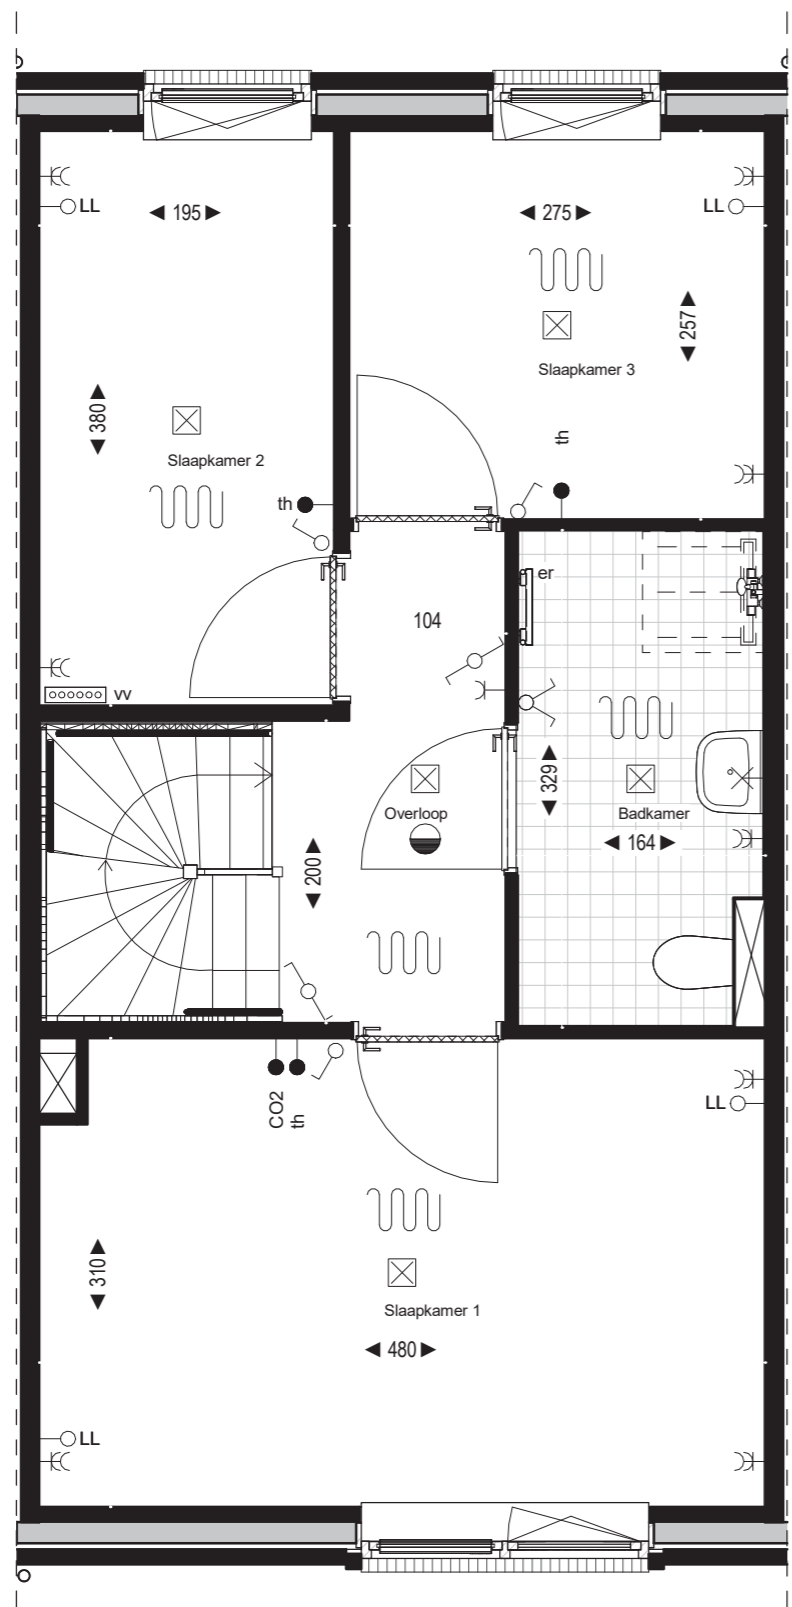 LL
195
275
LL
257
Slaapkamer 3
380
Slaapkamer 2
th
th
er
104
vv
329
Badkamer
Overloop
164
200
CO2
th
LL
310
Slaapkamer 1
480
LL